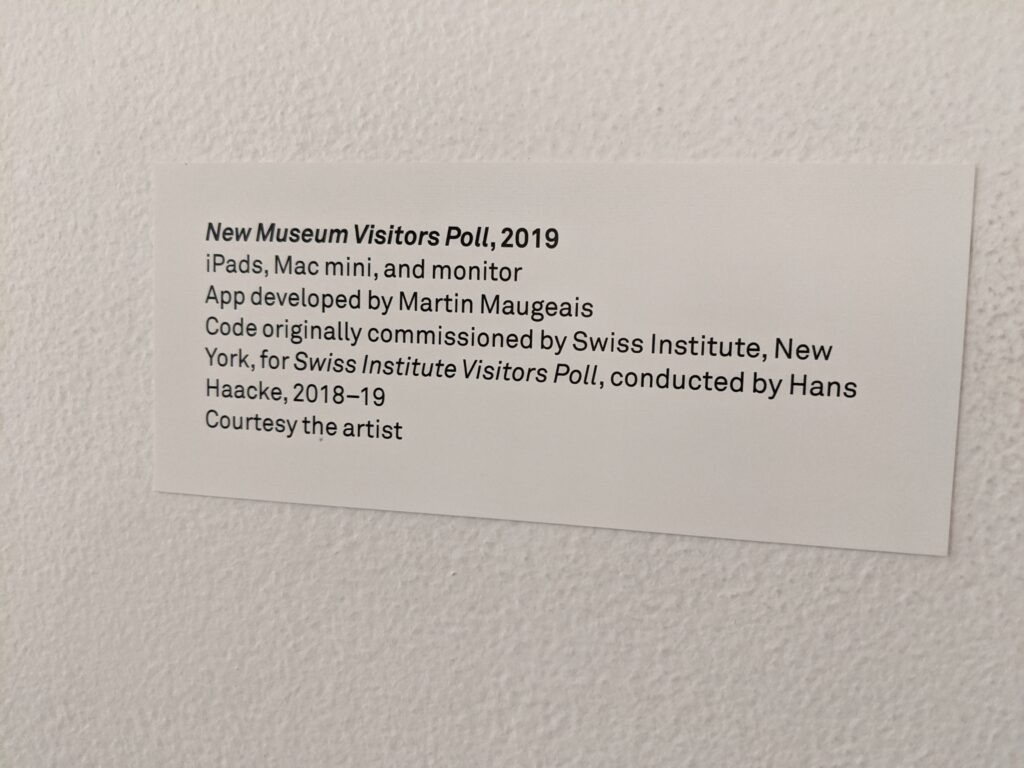 New Museum Visitors Poll, 2019
iPads, Mac mini, and monitor
App developed by Martin Maugeais
Code originally commissioned by Swiss Institute, New
York, for Swiss Institute Visitors Poll, conducted by Hans
Haacke, 2018–19
Courtesy the artist